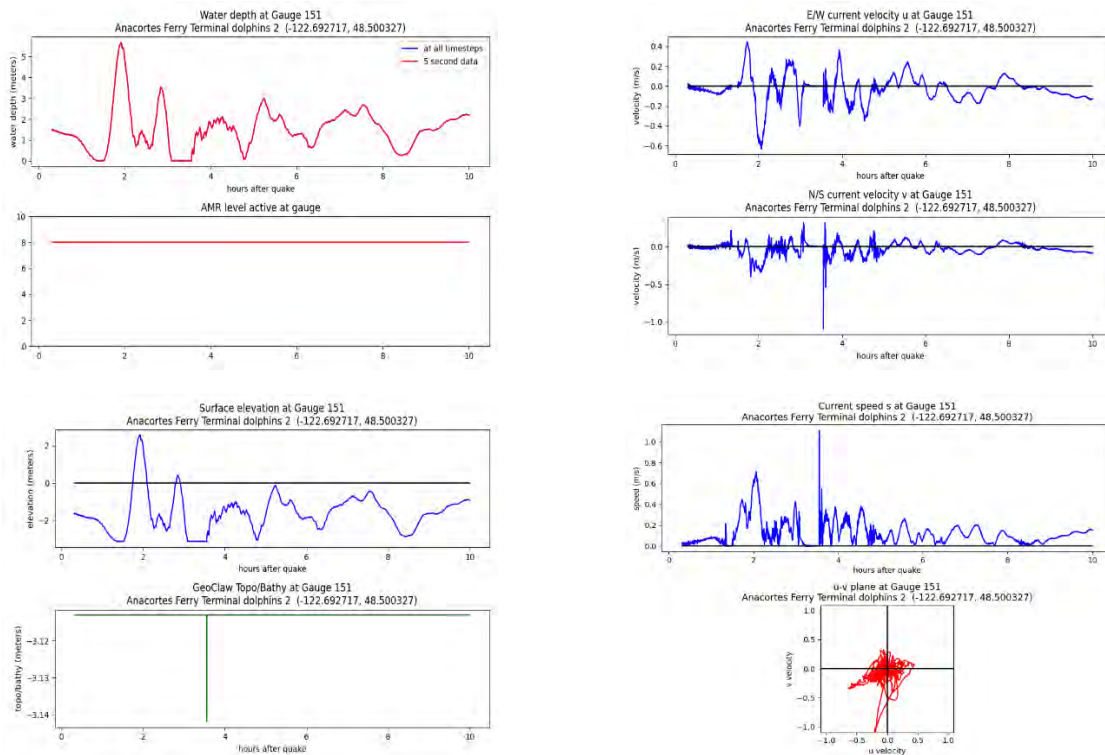 Water depth at Gauge 151
Anacortes Ferry Terminal dolphins 2 (-122.692717, 48.500327)
at all timesteps
5 second data
water depth (meters)
5
4
3
2
1
0
0 2 4 6 8 10
hours after quake
AMR level active at gauge
10
8
6
4
2
0
0 2 4 6 8 10
Surface elevation at Gauge 151
Anacortes Ferry Terminal dolphins 2 (-122.692717, 48.500327)
elevation (meters)
2
0
−2
0 2 4 6 8 10
hours after quake
GeoClaw Topo/Bathy at Gauge 151
Anacortes Ferry Terminal dolphins 2 (-122.692717, 48.500327)
topo/bathy (meters)
−3.12
−3.13
−3.14
0 2 4 6 8 10
E/W current velocity u at Gauge 151
Anacortes Ferry Terminal dolphins 2 (-122.692717, 48.500327)
velocity (m/s)
0.4
0.2
0.0
−0.2
−0.4
−0.6
0 2 4 6 8 10
hours after quake
N/S current velocity v at Gauge 151
Anacortes Ferry Terminal dolphins 2 (-122.692717, 48.500327)
velocity (m/s)
0.0
−0.5
−1.0
0 2 4 6 8 10
Current speed s at Gauge 151
Anacortes Ferry Terminal dolphins 2 (-122.692717, 48.500327)
speed (m/s)
1.0
0.8
0.6
0.4
0.2
0.0
0 2 4 6 8 10
hours after quake
u-v plane at Gauge 151
Anacortes Ferry Terminal dolphins 2 (-122.692717, 48.500327)
v velocity
1.0
0.5
0.0
−0.5
−1.0
−1.0 −0.5 0.0 0.5 1.0
u velocity